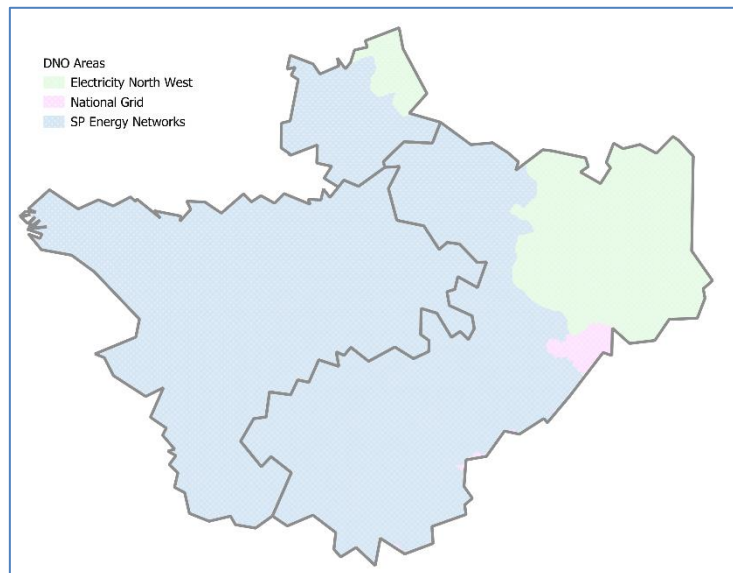 DNO Areas
Electricity North West
National Grid
SP Energy Networks